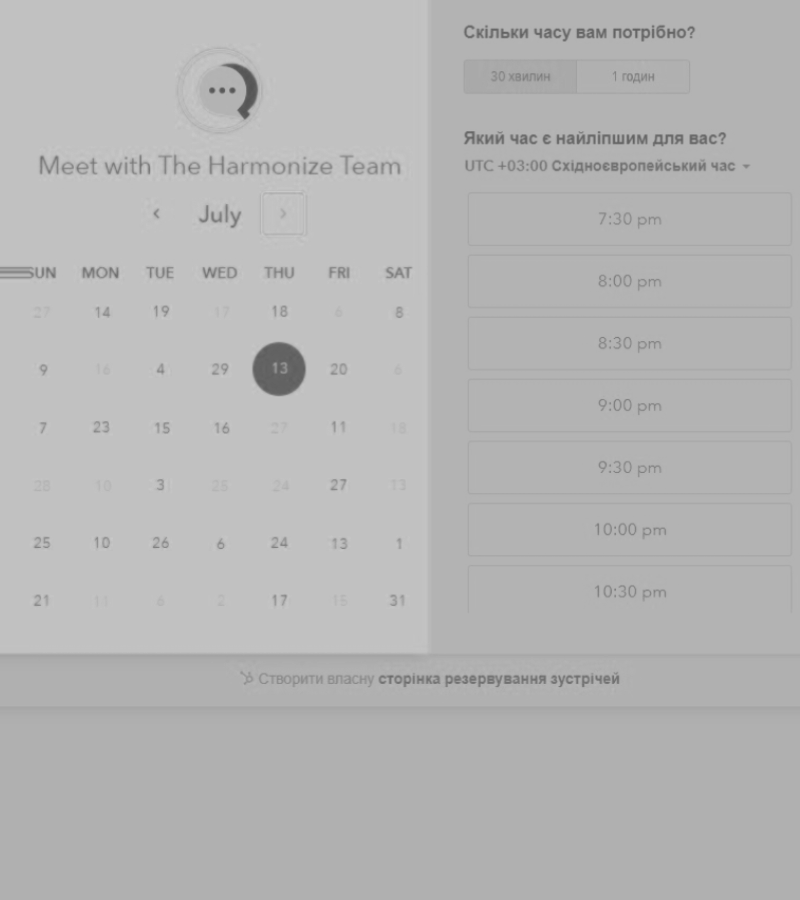 Meet with The Harmonize Team
July
SUN MON TUE WED THU FRI SAT
27 14 19 17 18 6 8
9 16 4 29 13 20 6
7 23 15 16 27 11 18
28 10 3 25 24 27 13
25 10 26 6 24 13 1
21 11 6 2 17 15 31
Скільки часу вам потрібно?
30 хвилин 1 годин
Який час є найліпшим для вас?
UTC +03:00 Східноєвропейський час
7:30 pm
8:00 pm
8:30 pm
9:00 pm
9:30 pm
10:00 pm
10:30 pm
Створити власну сторінка резервування зустрічей